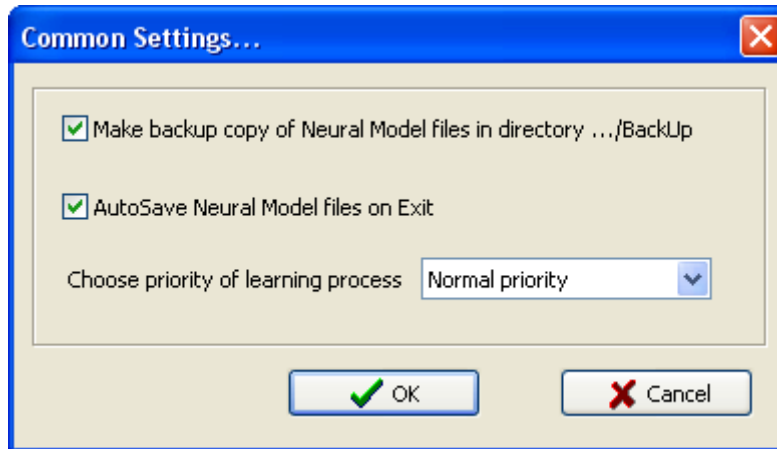 Common Settings...
Make backup copy of Neural Model files in directory .../BackUp
AutoSave Neural Model files on Exit
Choose priority of learning process Normal priority
OK Cancel